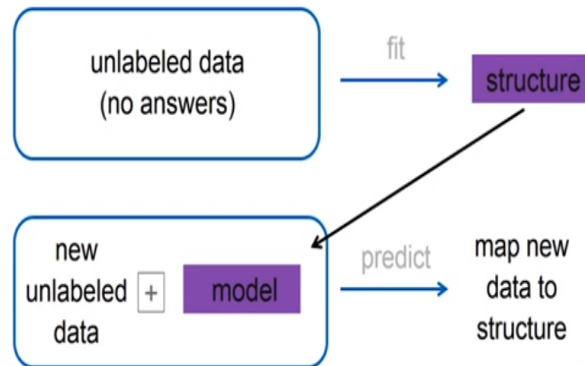 unlabeled data
(no answers)
fit
structure
new
unlabeled
data
+
model
predict
map new
data to
structure